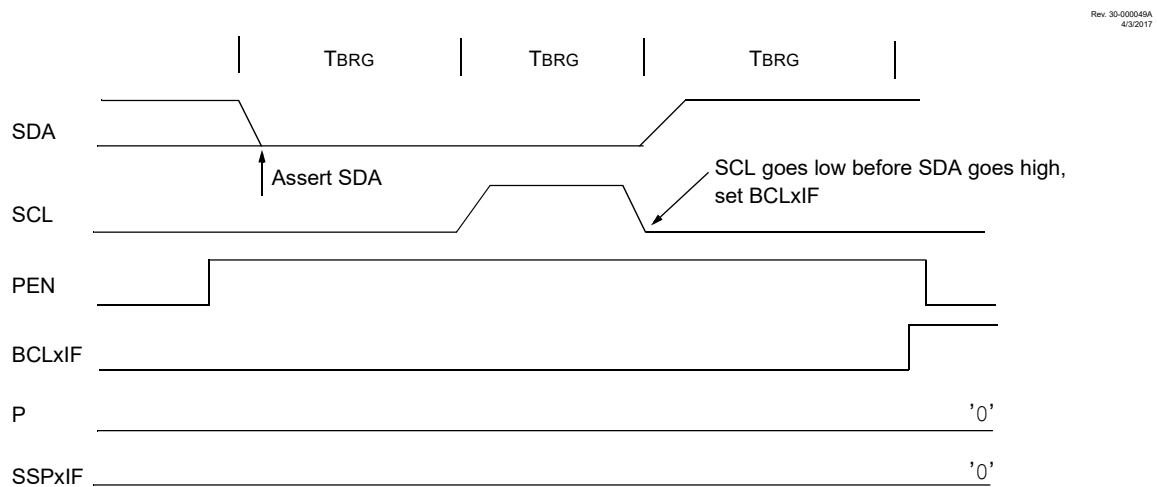 Rev. 30-000049A
4/3/2017
TBRG TBRG TBRG
SDA
Assert SDA
SCL goes low before SDA goes high,
set BCLxIF
SCL
PEN
BCLxIF
P '0'
SSPxIF '0'